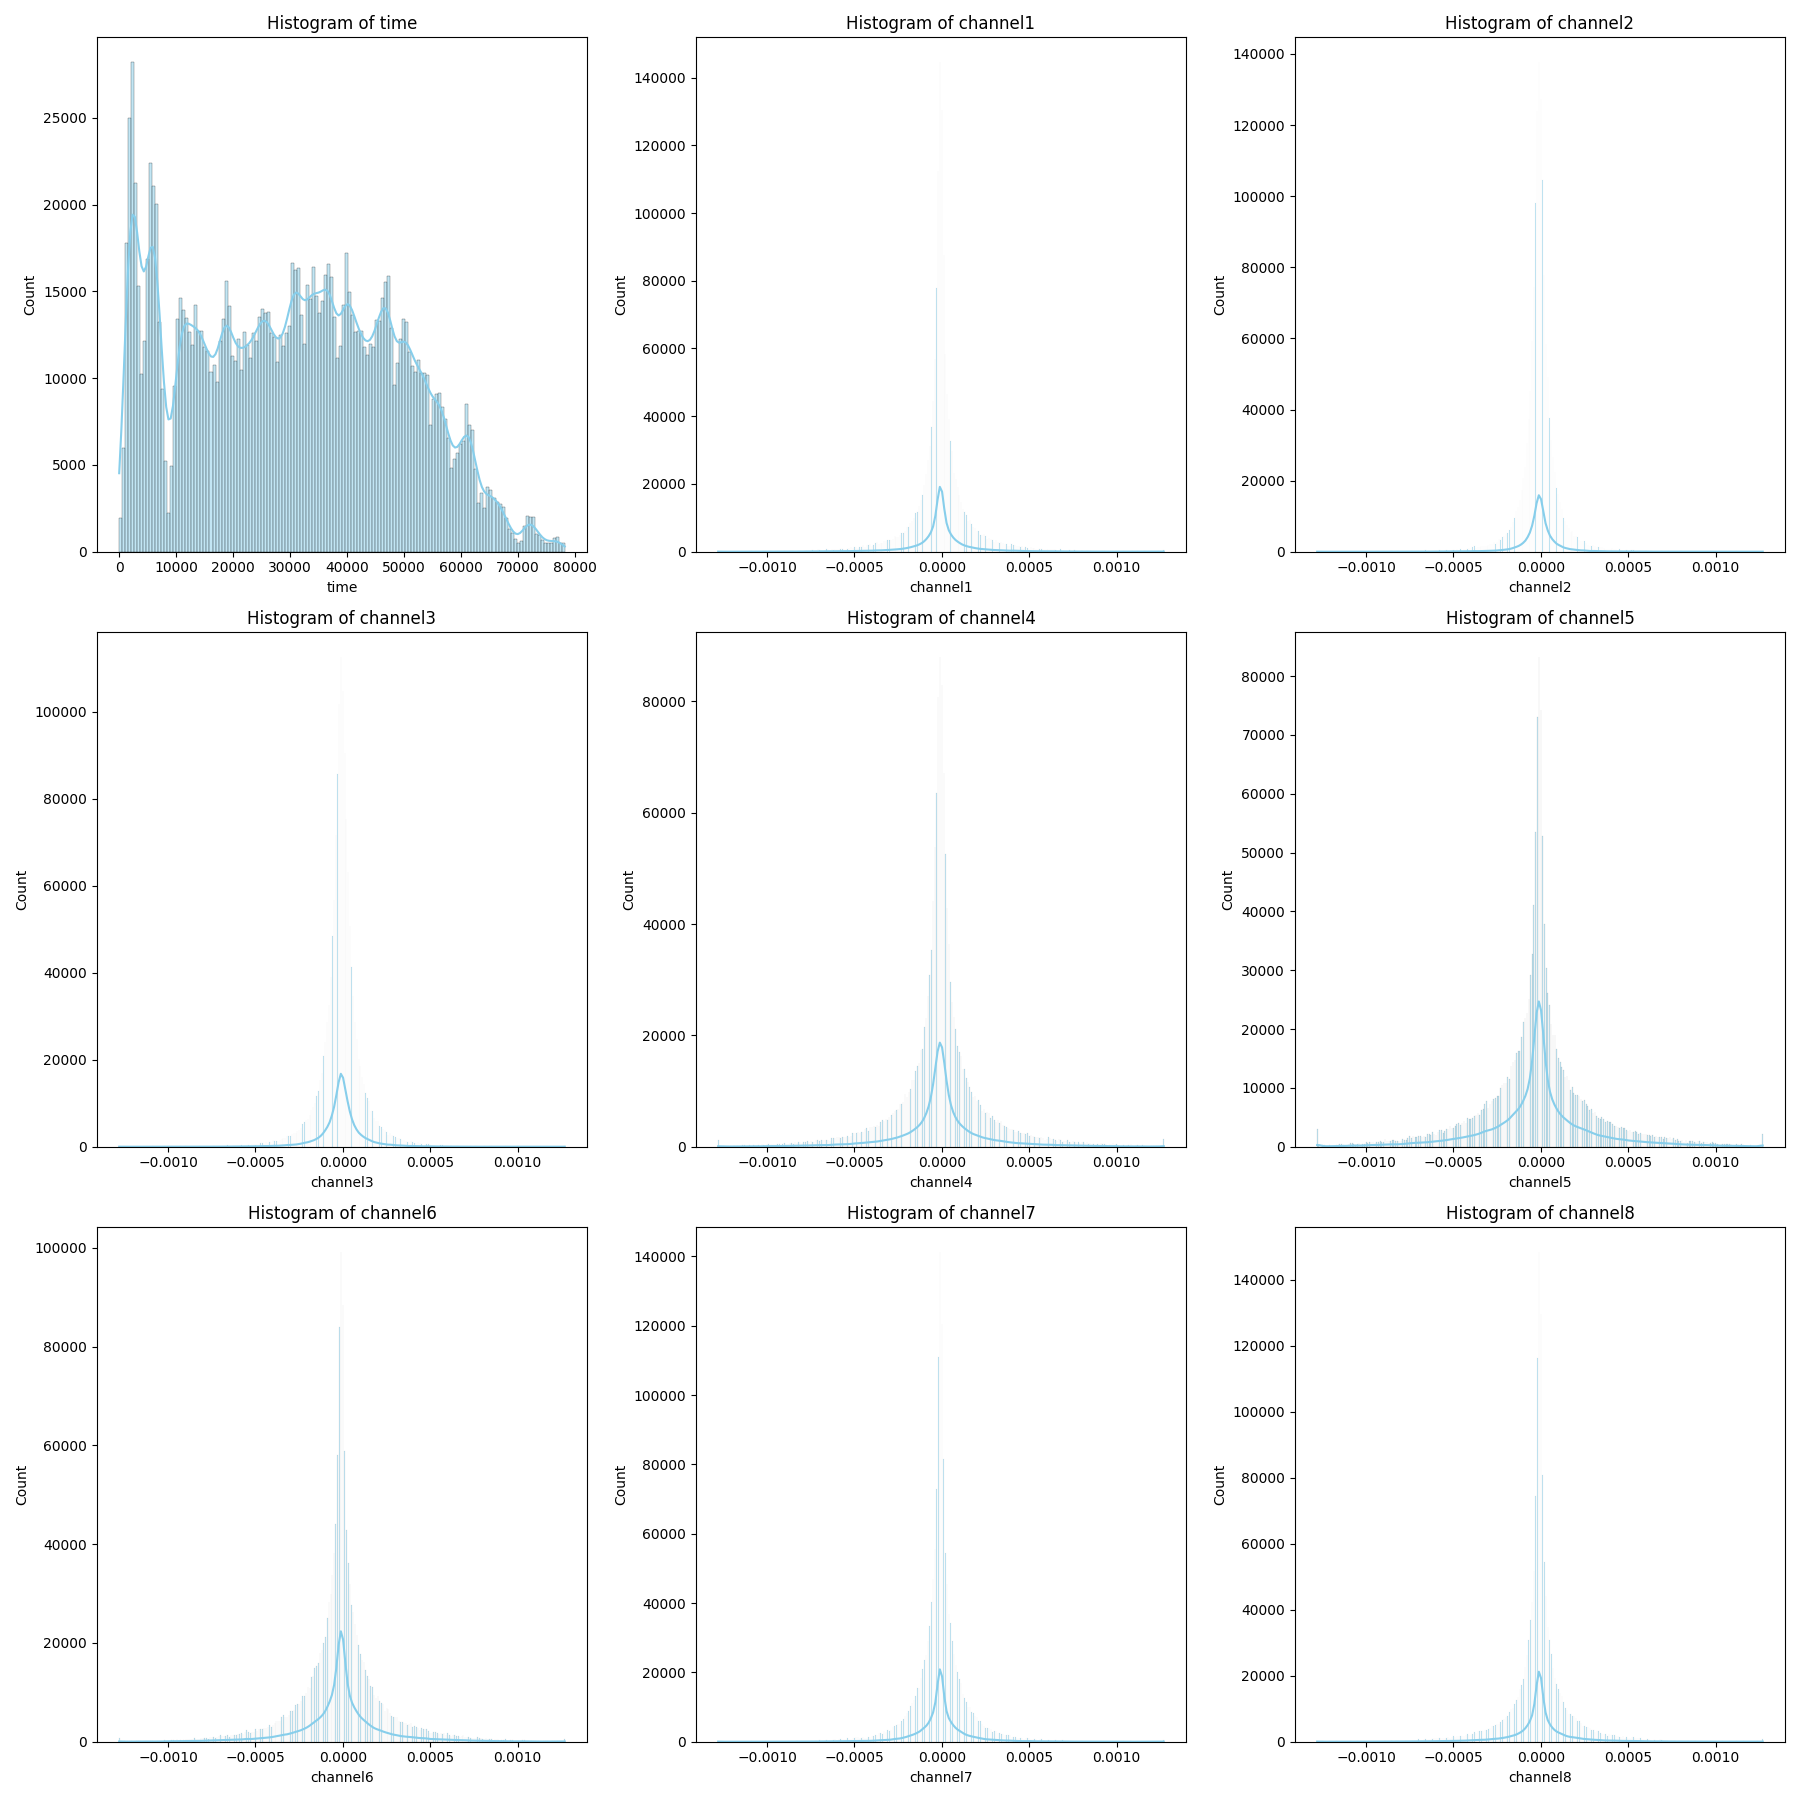 Histogram of time
Histogram of channel1
Histogram of channel2
25000
20000
15000
10000
5000
0
Count
0 10000 20000 30000 40000 50000 60000 70000 80000
time
140000
120000
100000
80000
60000
40000
20000
0
Count
−0.0010 −0.0005 0.0000 0.0005 0.0010
channel1
140000
120000
100000
80000
60000
40000
20000
0
Count
−0.0010 −0.0005 0.0000 0.0005 0.0010
channel2
Histogram of channel3
Histogram of channel4
Histogram of channel5
100000
80000
60000
40000
20000
0
Count
−0.0010 −0.0005 0.0000 0.0005 0.0010
channel3
80000
60000
40000
20000
0
Count
−0.0010 −0.0005 0.0000 0.0005 0.0010
channel4
80000
70000
60000
50000
40000
30000
20000
10000
0
Count
−0.0010 −0.0005 0.0000 0.0005 0.0010
channel5
Histogram of channel6
Histogram of channel7
Histogram of channel8
100000
80000
60000
40000
20000
0
Count
−0.0010 −0.0005 0.0000 0.0005 0.0010
channel6
140000
120000
100000
80000
60000
40000
20000
0
Count
−0.0010 −0.0005 0.0000 0.0005 0.0010
channel7
140000
120000
100000
80000
60000
40000
20000
0
Count
−0.0010 −0.0005 0.0000 0.0005 0.0010
channel8